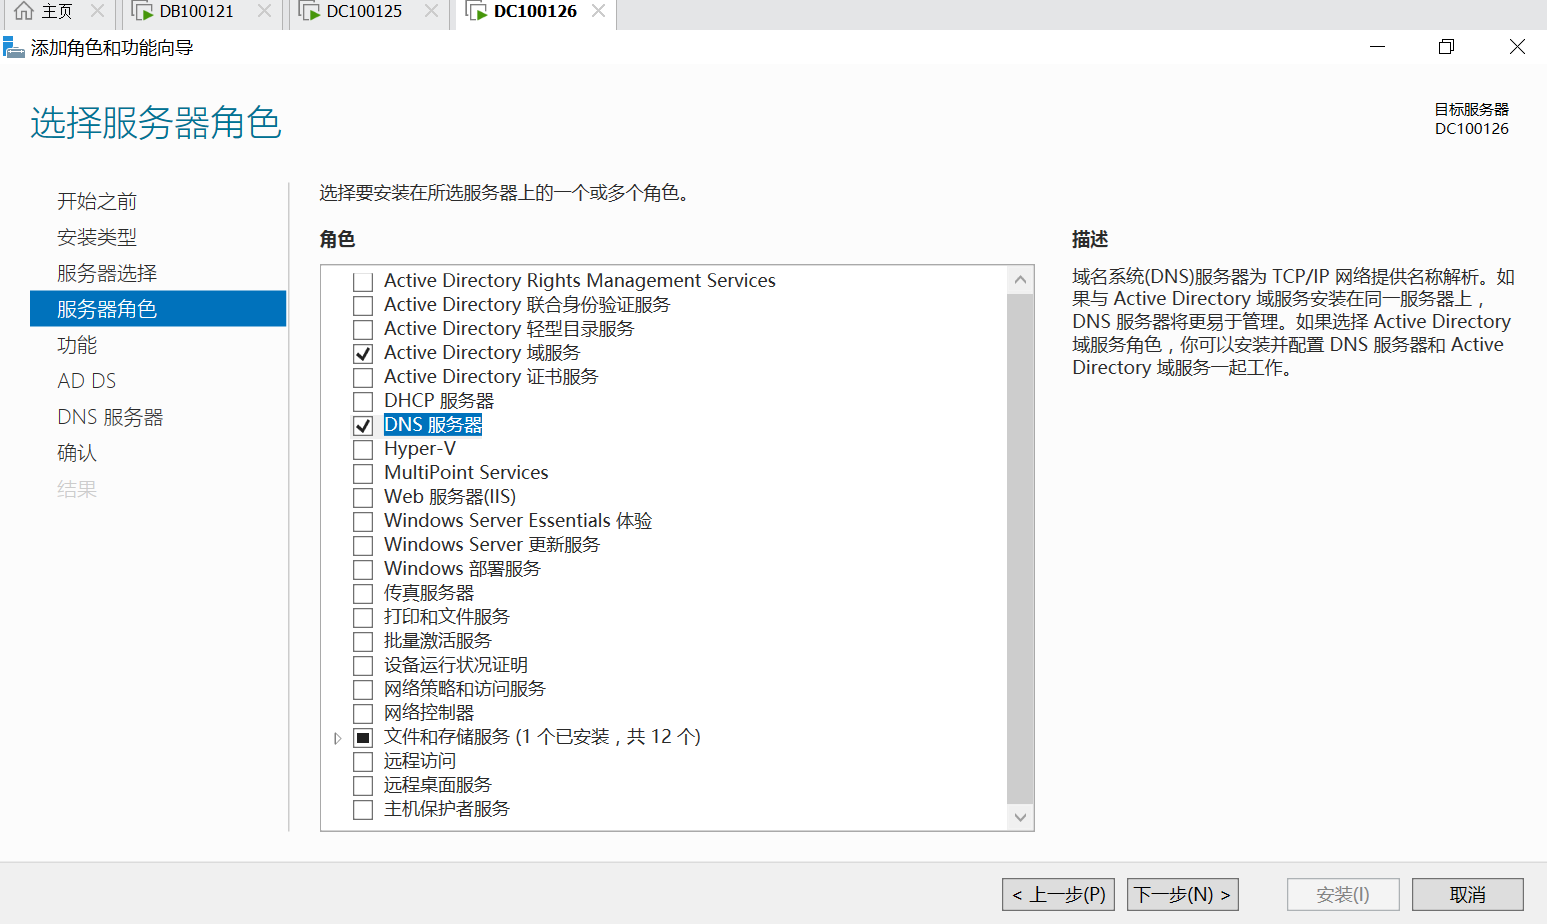 主页
DB100121
DC100125
DC100126
添加角色和功能向导
选择服务器角色
目标服务器
DC100126
开始之前
安装类型
服务器选择
服务器角色
功能
AD DS
DNS 服务器
确认
结果
选择要安装在所选服务器上的一个或多个角色。
角色
Active Directory Rights Management Services
Active Directory 联合身份验证服务
Active Directory 轻型目录服务
Active Directory 域服务
Active Directory 证书服务
DHCP 服务器
DNS 服务器
Hyper-V
MultiPoint Services
Web 服务器(IIS)
Windows Server Essentials 体验
Windows Server 更新服务
Windows 部署服务
传真服务器
打印和文件服务
批量激活服务
设备运行状况证明
网络策略和访问服务
网络控制器
文件和存储服务 (1 个已安装，共 12 个)
远程访问
远程桌面服务
主机保护者服务
描述
域名系统(DNS)服务器为 TCP/IP 网络提供名称解析。如
果与 Active Directory 域服务安装在同一服务器上，
DNS 服务器将更易于管理。如果选择 Active Directory
域服务角色，你可以安装并配置 DNS 服务器和 Active
Directory 域服务一起工作。
< 上一步(P)
下一步(N) >
安装(I)
取消